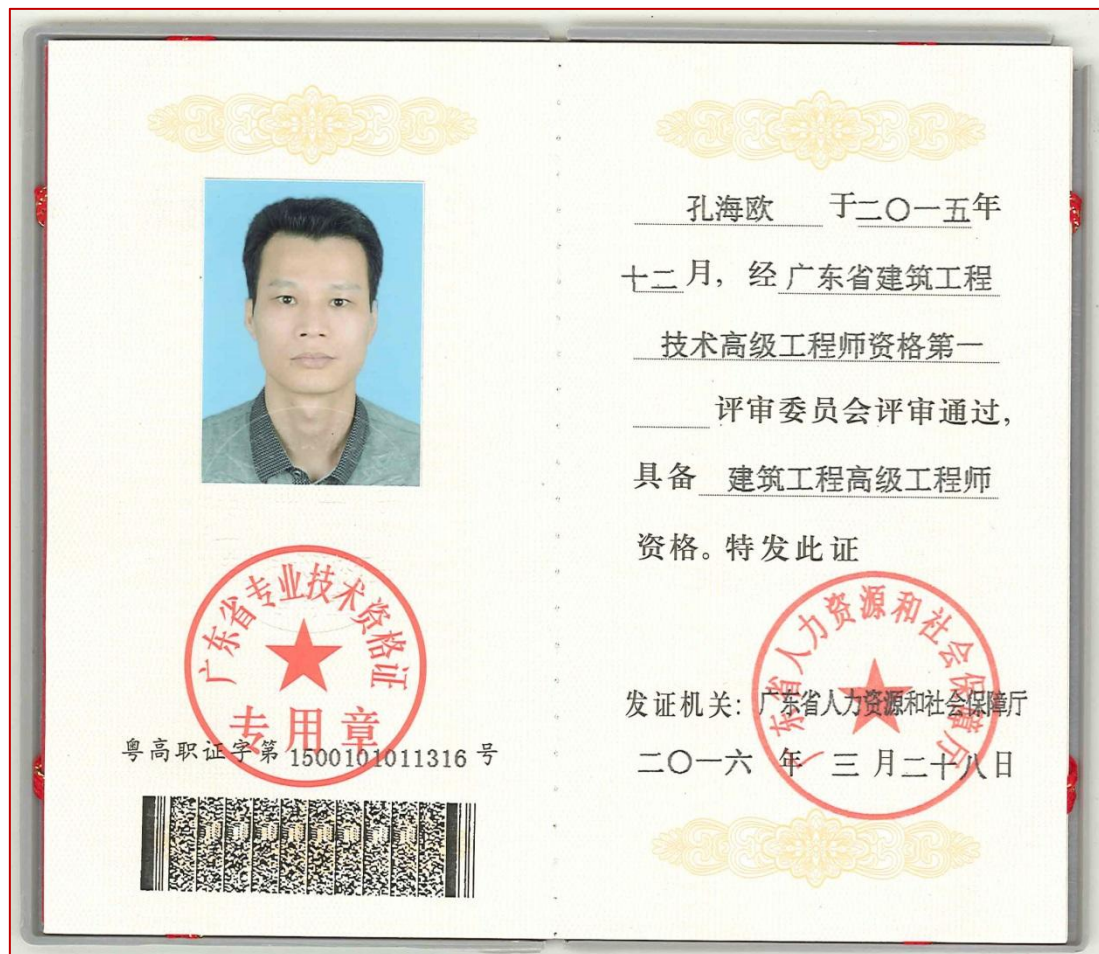 广东省专业技术资格证
专用章
粤高职证字第 1500101011316 号
孔海欧 于二〇一五年
十二月，经广东省建筑工程
技术高级工程师资格第一
评审委员会评审通过，
具备 建筑工程高级工程师
资格。特发此证
广东省人力资源和社会保障厅
发证机关：广东省人力资源和社会保障厅
二〇一六 年 三 月二十八日